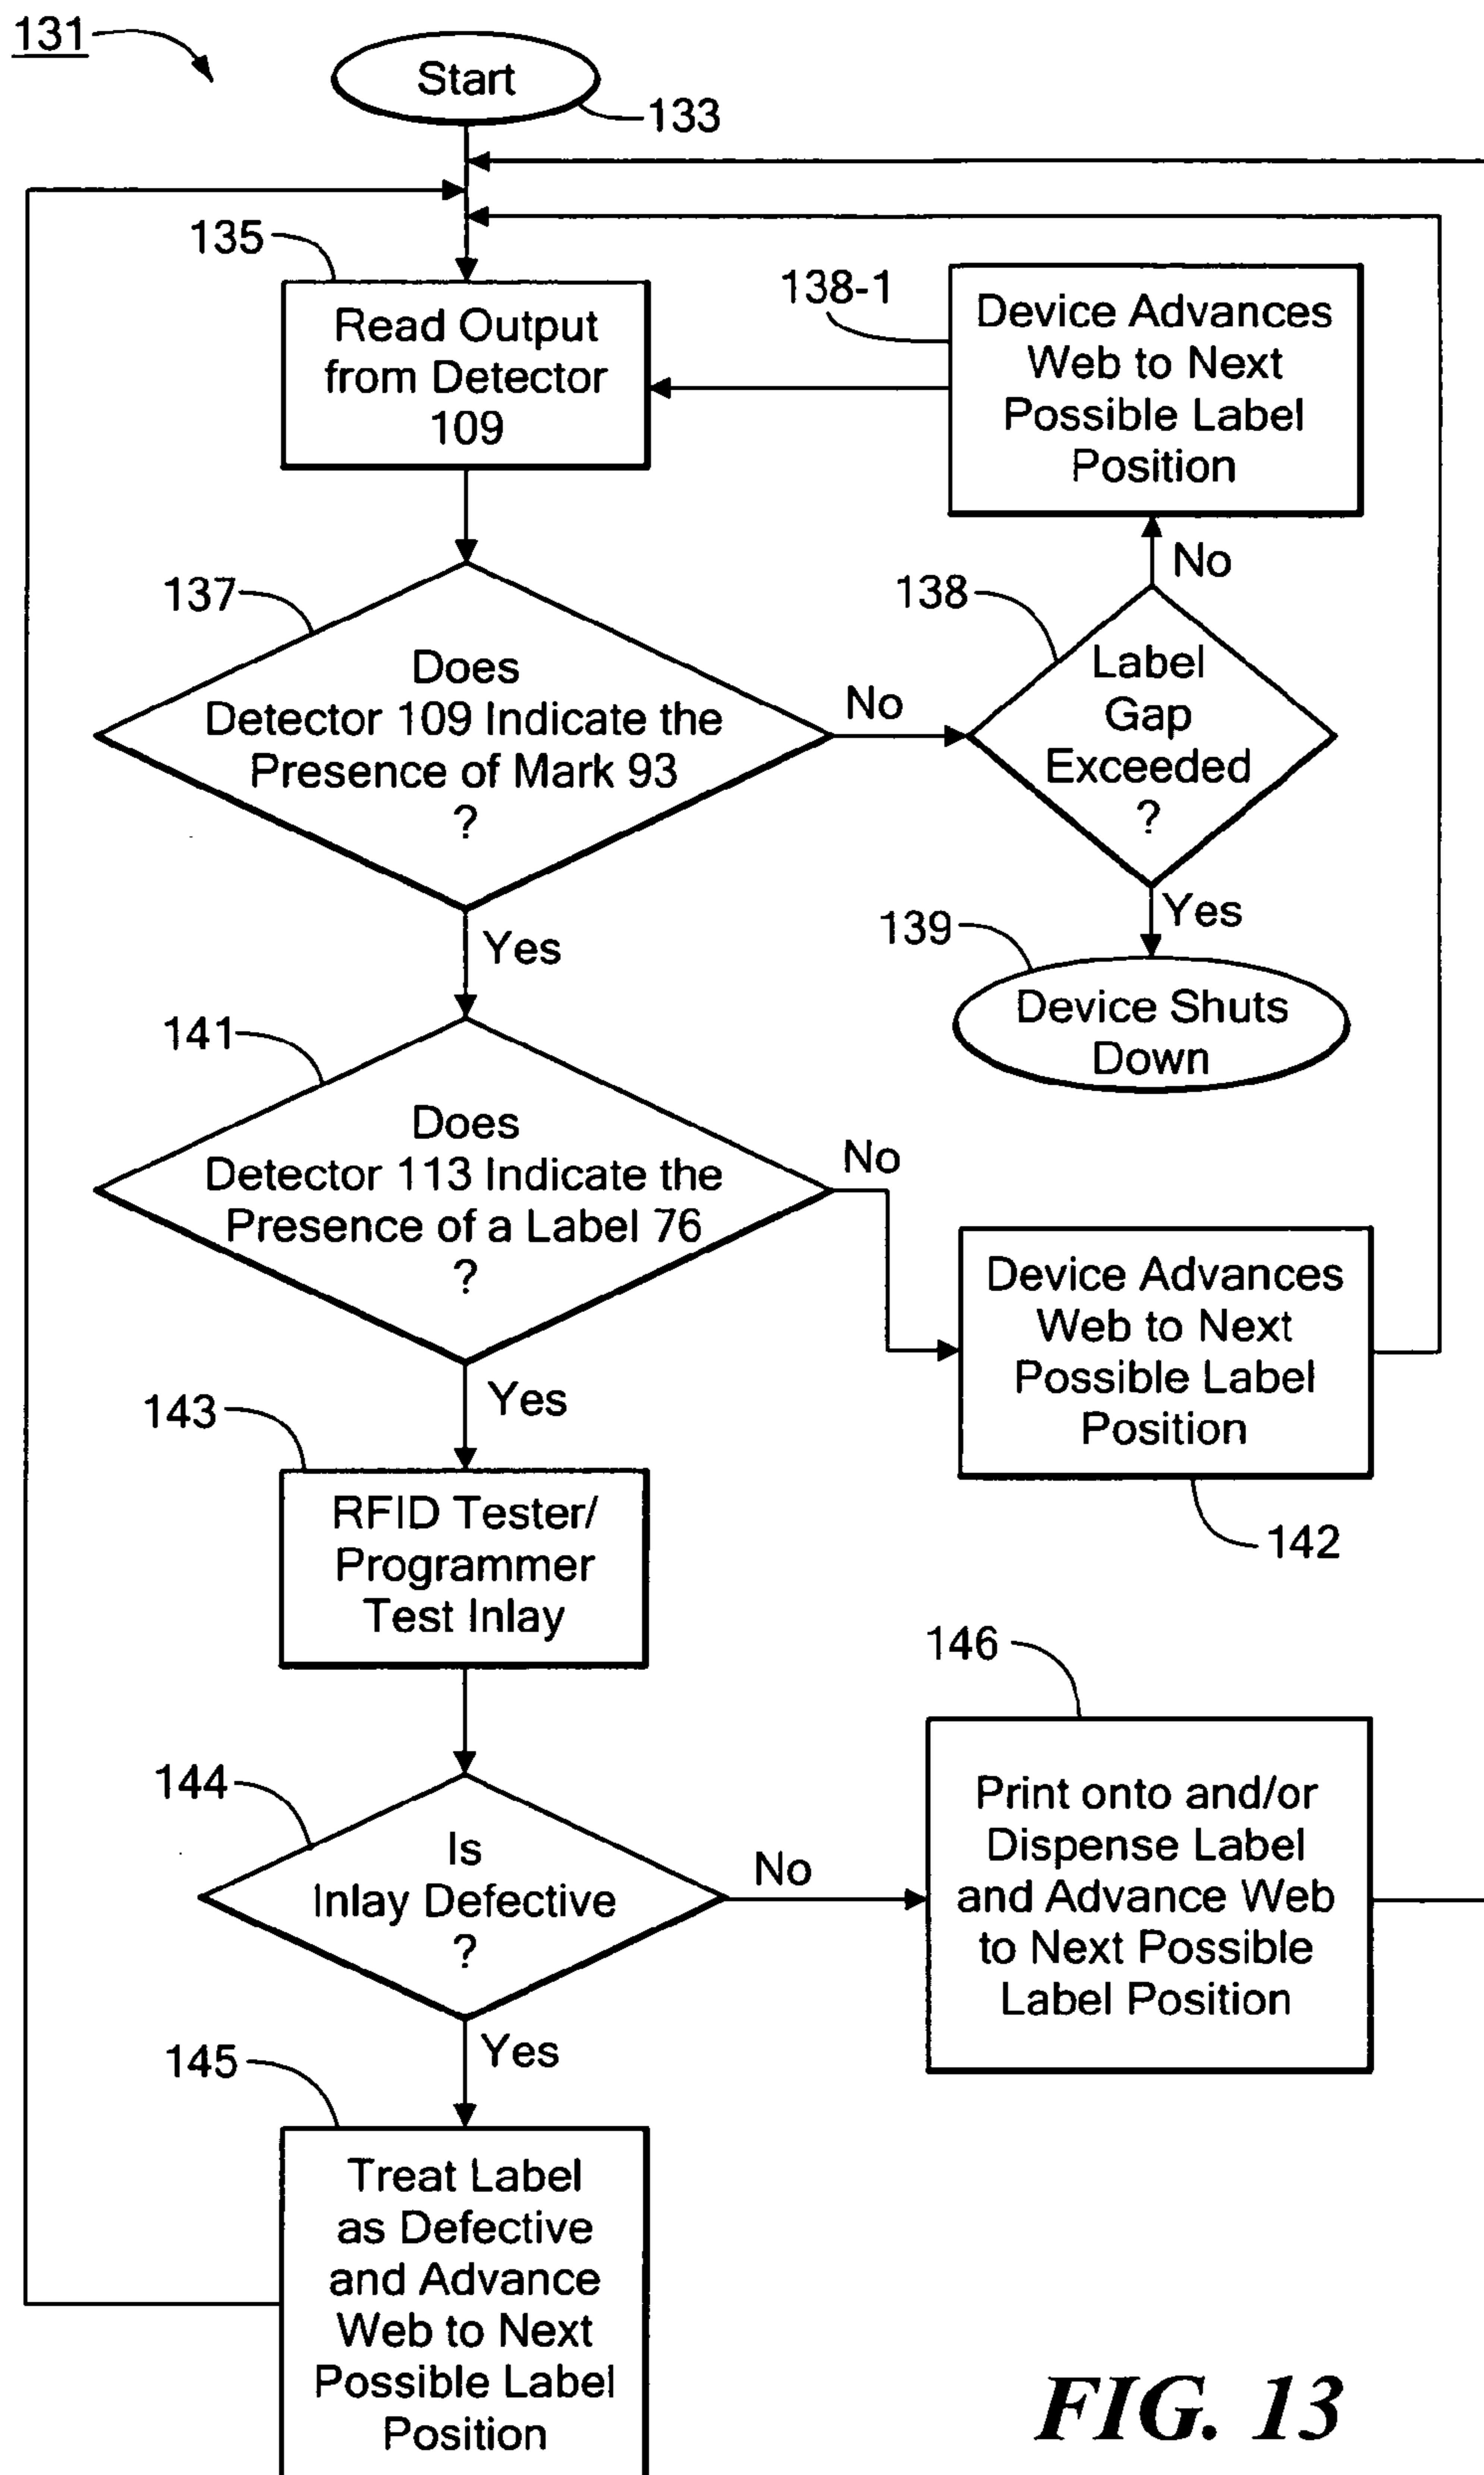 131
Start
133
135
Read Output
from Detector
109
138-1
Device Advances
Web to Next
Possible Label
Position
No
137
Does
Detector 109 Indicate the
Presence of Mark 93
?
No
138
Label
Gap
Exceeded
?
Yes
139
Device Shuts
Down
Yes
141
Does
Detector 113 Indicate the
Presence of a Label 76
?
No
Device Advances
Web to Next
Possible Label
Position
142
Yes
143
RFID Tester/
Programmer
Test Inlay
144
Is
Inlay Defective
?
No
146
Print onto and/or
Dispense Label
and Advance Web
to Next Possible
Label Position
Yes
145
Treat Label
as Defective
and Advance
Web to Next
Possible Label
Position
FIG. 13